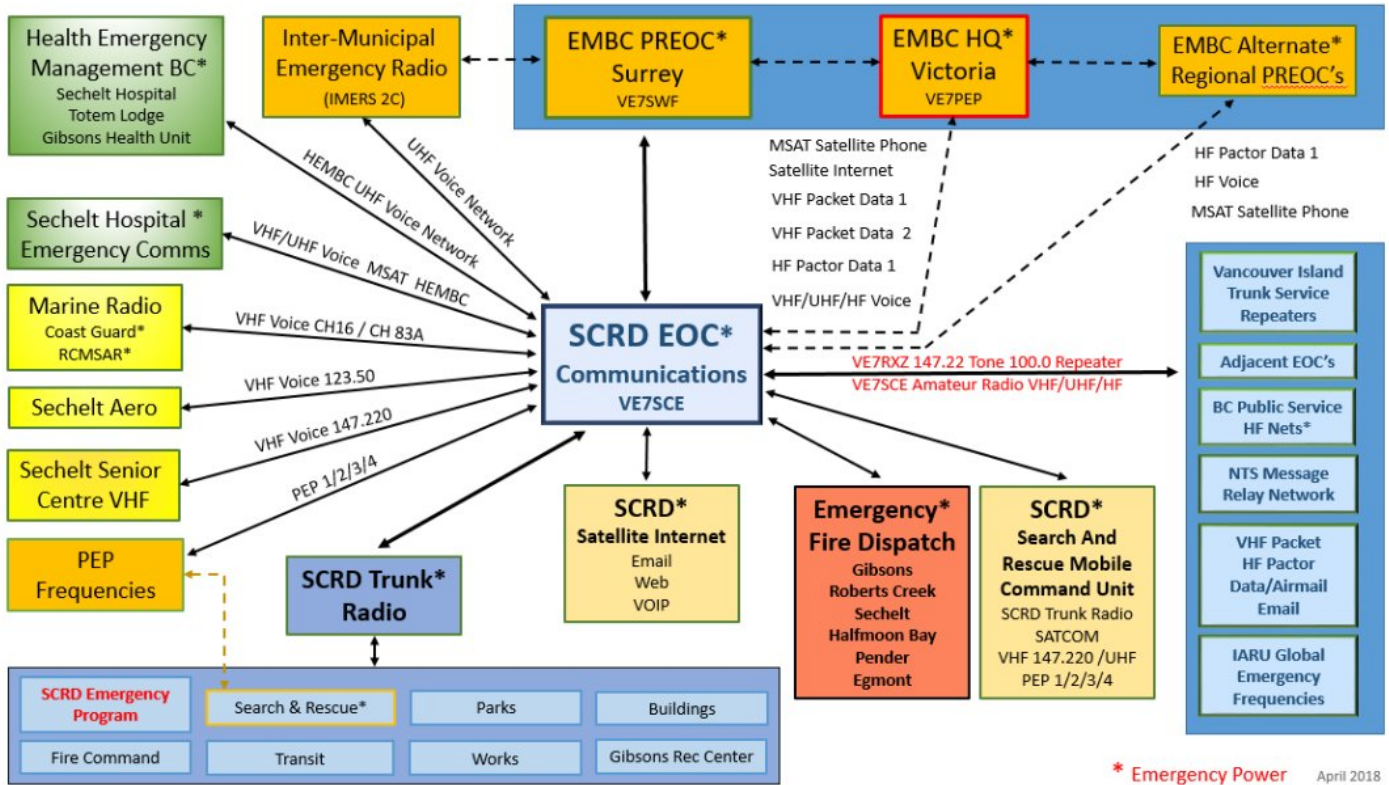 Health Emergency
Management BC*
Sechelt Hospital
Totem Lodge
Gibsons Health Unit
Inter-Municipal
Emergency Radio
(IMERS 2C)
EMBC PREOC*
Surrey
VE7SWF
EMBC HQ*
Victoria
VE7PEP
EMBC Alternate*
Regional PREOC's
HEMBC UHF Voice Network
UHF Voice Network
MSAT Satellite Phone
Satellite Internet
VHF Packet Data 1
VHF Packet Data 2
HF Pactor Data 1
VHF/UHF/HF Voice
HF Pactor Data 1
HF Voice
MSAT Satellite Phone
Sechelt Hospital *
Emergency Comms
VHF/UHF Voice MSAT HEMBC
Marine Radio
Coast Guard*
RCMSAR*
VHF Voice CH16 / CH 83A
Sechelt Aero
VHF Voice 123.50
Sechelt Senior
Centre VHF
VHF Voice 147.220
PEP
Frequencies
PEP 1/2/3/4
SCRD EOC*
Communications
VE7SCE
VE7RXZ 147.22 Tone 100.0 Repeater
VE7SCE Amateur Radio VHF/UHF/HF
Vancouver Island
Trunk Service
Repeaters
Adjacent EOC's
BC Public Service
HF Nets*
NTS Message
Relay Network
VHF Packet
HF Pactor
Data/Airmail
Email
IARU Global
Emergency
Frequencies
SCRD Trunk*
Radio
SCRD*
Satellite Internet
Email
Web
VOIP
Emergency*
Fire Dispatch
Gibsons
Roberts Creek
Sechelt
Halfmoon Bay
Pender
Egmont
SCRD*
Search And
Rescue Mobile
Command Unit
SCRD Trunk Radio
SATCOM
VHF 147.220 /UHF
PEP 1/2/3/4
SCRD Emergency
Program
Search & Rescue*
Parks
Buildings
Fire Command
Transit
Works
Gibsons Rec Center
* Emergency Power
April 2018